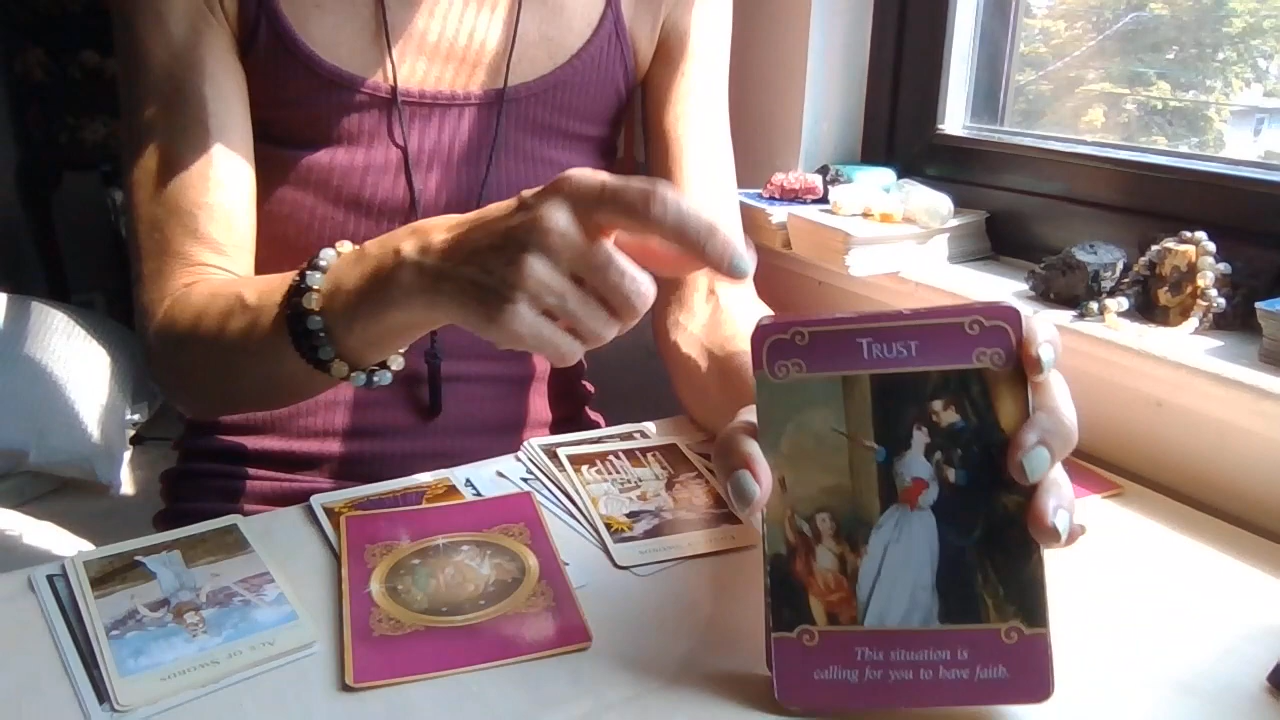 TRUST
This situation is
calling for you to have faith.
ACE OF SWORDS